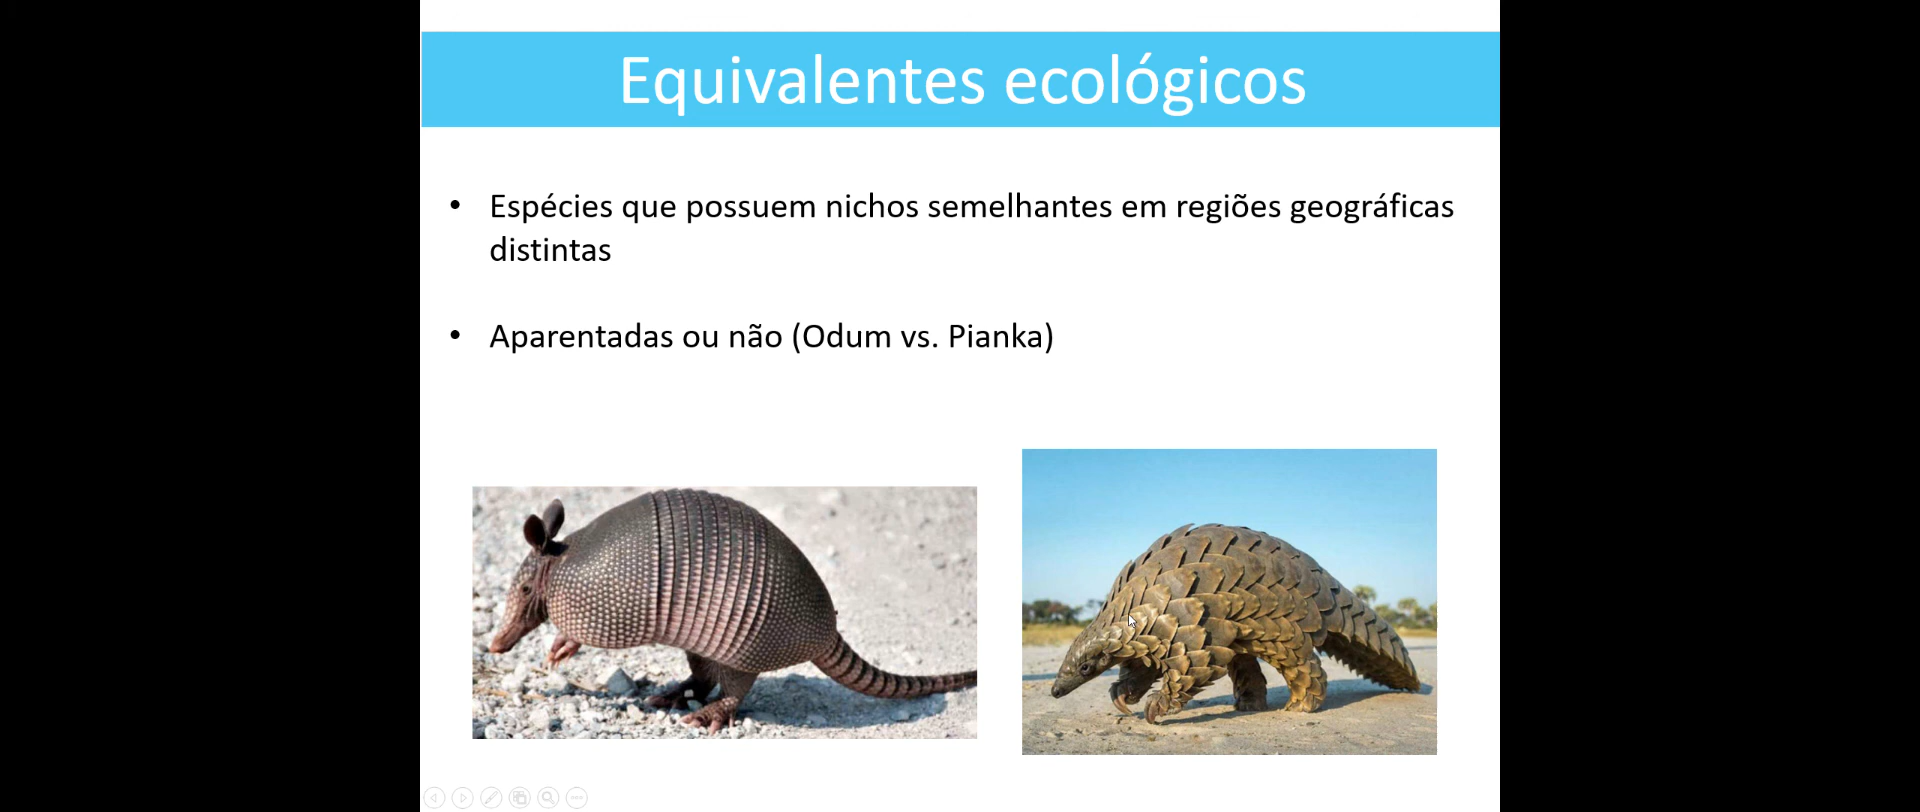 Equivalentes ecológicos
• Espécies que possuem nichos semelhantes em regiões geográficas
distintas
• Aparentadas ou não (Odum vs. Pianka)